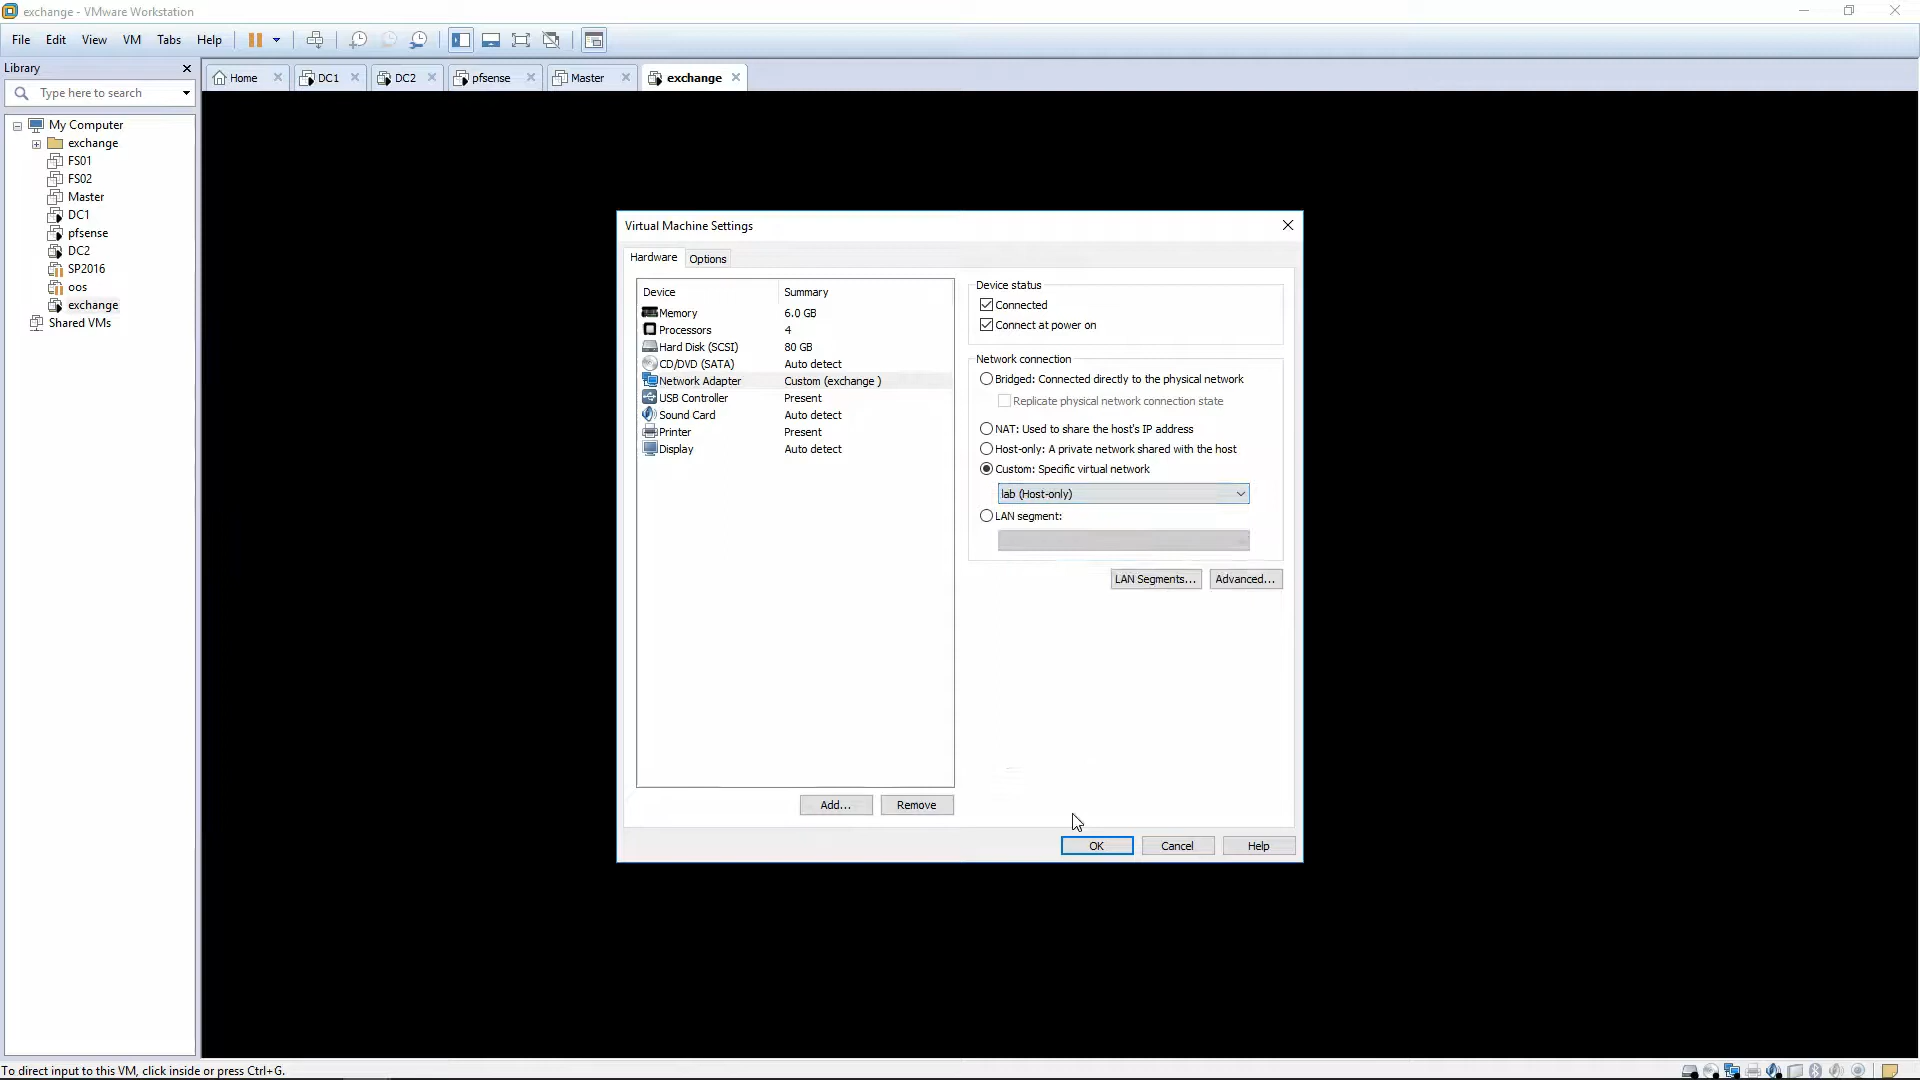 exchange - VMware Workstation
File Edit View VM Tabs Help
Library
Home DC1 DC2 pfsense Master exchange
Type here to search
My Computer
exchange
FS01
FS02
Master
DC1
pfsense
DC2
SP2016
oos
exchange
Shared VMs
Virtual Machine Settings
Hardware Options
Device Summary
Memory 6.0 GB
Processors 4
Hard Disk (SCSI) 80 GB
CD/DVD (SATA) Auto detect
Network Adapter Custom (exchange )
USB Controller Present
Sound Card Auto detect
Printer Present
Display Auto detect
Add... Remove
Device status
Connected
Connect at power on
Network connection
Bridged: Connected directly to the physical network
Replicate physical network connection state
NAT: Used to share the host's IP address
Host-only: A private network shared with the host
Custom: Specific virtual network
lab (Host-only)
LAN segment:
LAN Segments... Advanced...
OK Cancel Help
To direct input to this VM, click inside or press Ctrl+G.